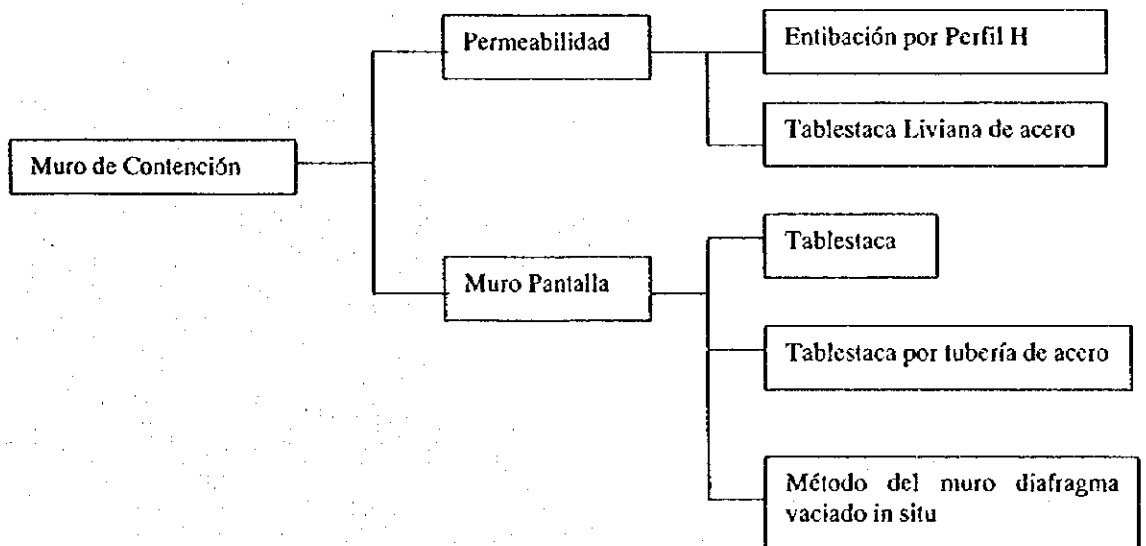 Permeabilidad
Entibación por Perfil H
Tablestaca Liviana de acero
Muro de Contención
Tablestaca
Muro Pantalla
Tablestaca por tubería de acero
Método del muro diafragma
vaciado in situ